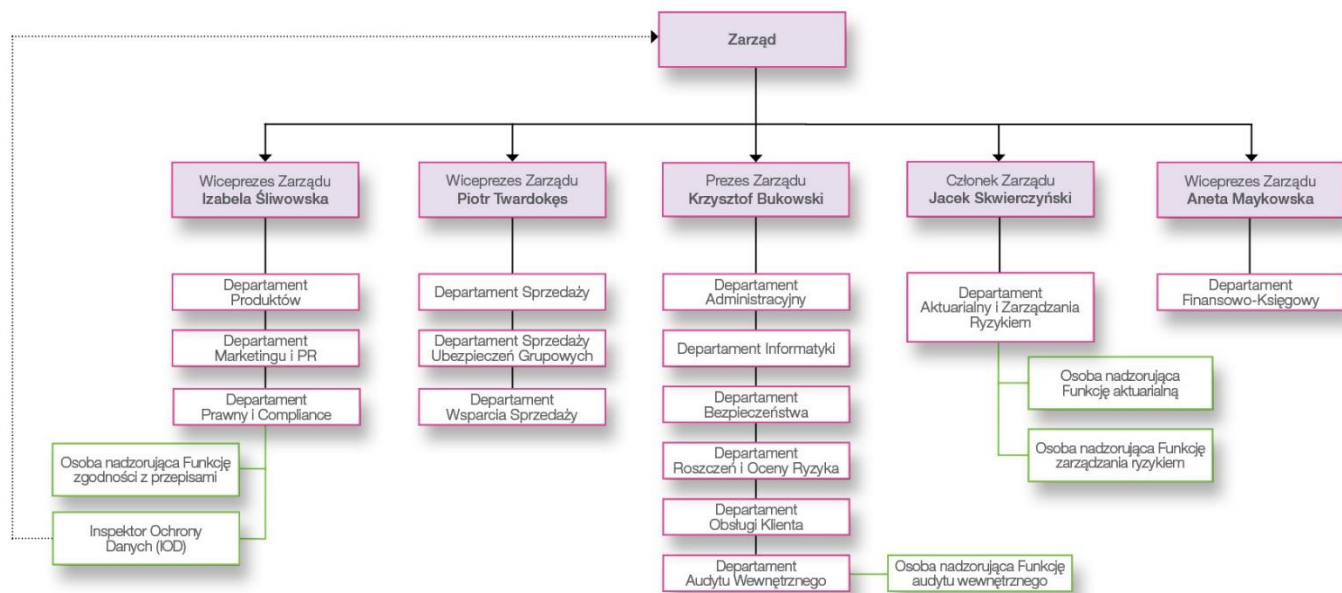 Zarząd
Wiceprezes Zarządu
Izabela Śliwowska
Wiceprezes Zarządu
Piotr Twardokęs
Prezes Zarządu
Krzysztof Bukowski
Członek Zarządu
Jacek Skwierczyński
Wiceprezes Zarządu
Aneta Maykowska
Departament
Produktów
Departament
Marketingu i PR
Departament
Prawny i Compliance
Osoba nadzorująca Funkcję
zgodności z przepisami
Inspektor Ochrony
Danych (IOD)
Departament Sprzedaży
Departament Sprzedaży
Ubezpieczeń Grupowych
Departament
Wsparcia Sprzedaży
Departament
Administracyjny
Departament Informatyki
Departament
Bezpieczeństwa
Departament
Roszczeń i Oceny Ryzyka
Departament
Obsługi Klienta
Departament
Audytu Wewnętrznego
Osoba nadzorująca Funkcję
audytu wewnętrznego
Departament
Aktuarialny i Zarządzania
Ryzykiem
Osoba nadzorująca
Funkcję aktuarialną
Osoba nadzorująca Funkcję
zarządzania ryzykiem
Departament
Finansowo-Księgowy